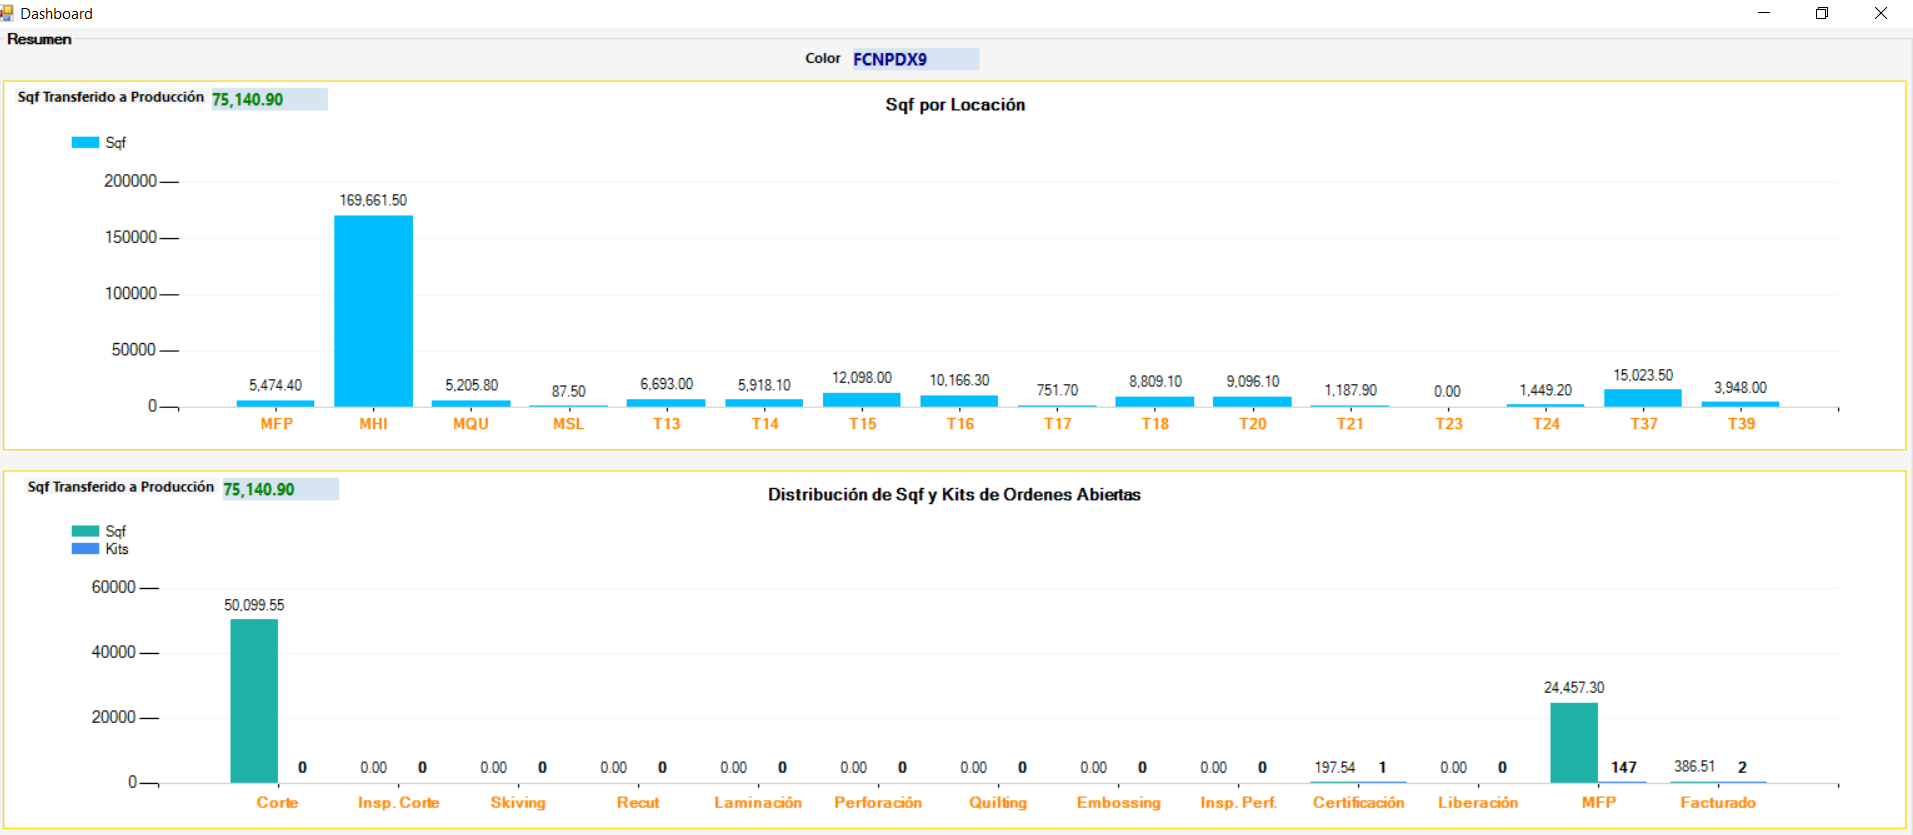 Dashboard
Resumen
Color FCNPDX9
Sqf Transferido a Producción 75,140.90
Sqf por Locación
Sqf
200000
150000
100000
50000
0
5,474.40 169,661.50 5,205.80 87.50 6,693.00 5,918.10 12,098.00 10,166.30 751.70 8,809.10 9,096.10 1,187.90 0.00 1,449.20 15,023.50 3,948.00
MFP MHI MQU MSL T13 T14 T15 T16 T17 T18 T20 T21 T23 T24 T37 T39
Sqf Transferido a Producción 75,140.90
Distribución de Sqf y Kits de Ordenes Abiertas
Sqf
Kits
60000
40000
20000
0
50,099.55 0 0.00 0 0.00 0 0.00 0 0.00 0 0.00 0 0.00 0 0.00 0 0.00 0 197.54 1 0.00 0 24,457.30 147 386.51 2
Corte Insp. Corte Skiving Recut Laminación Perforación Quilting Embossing Insp. Perf. Certificación Liberación MFP Facturado